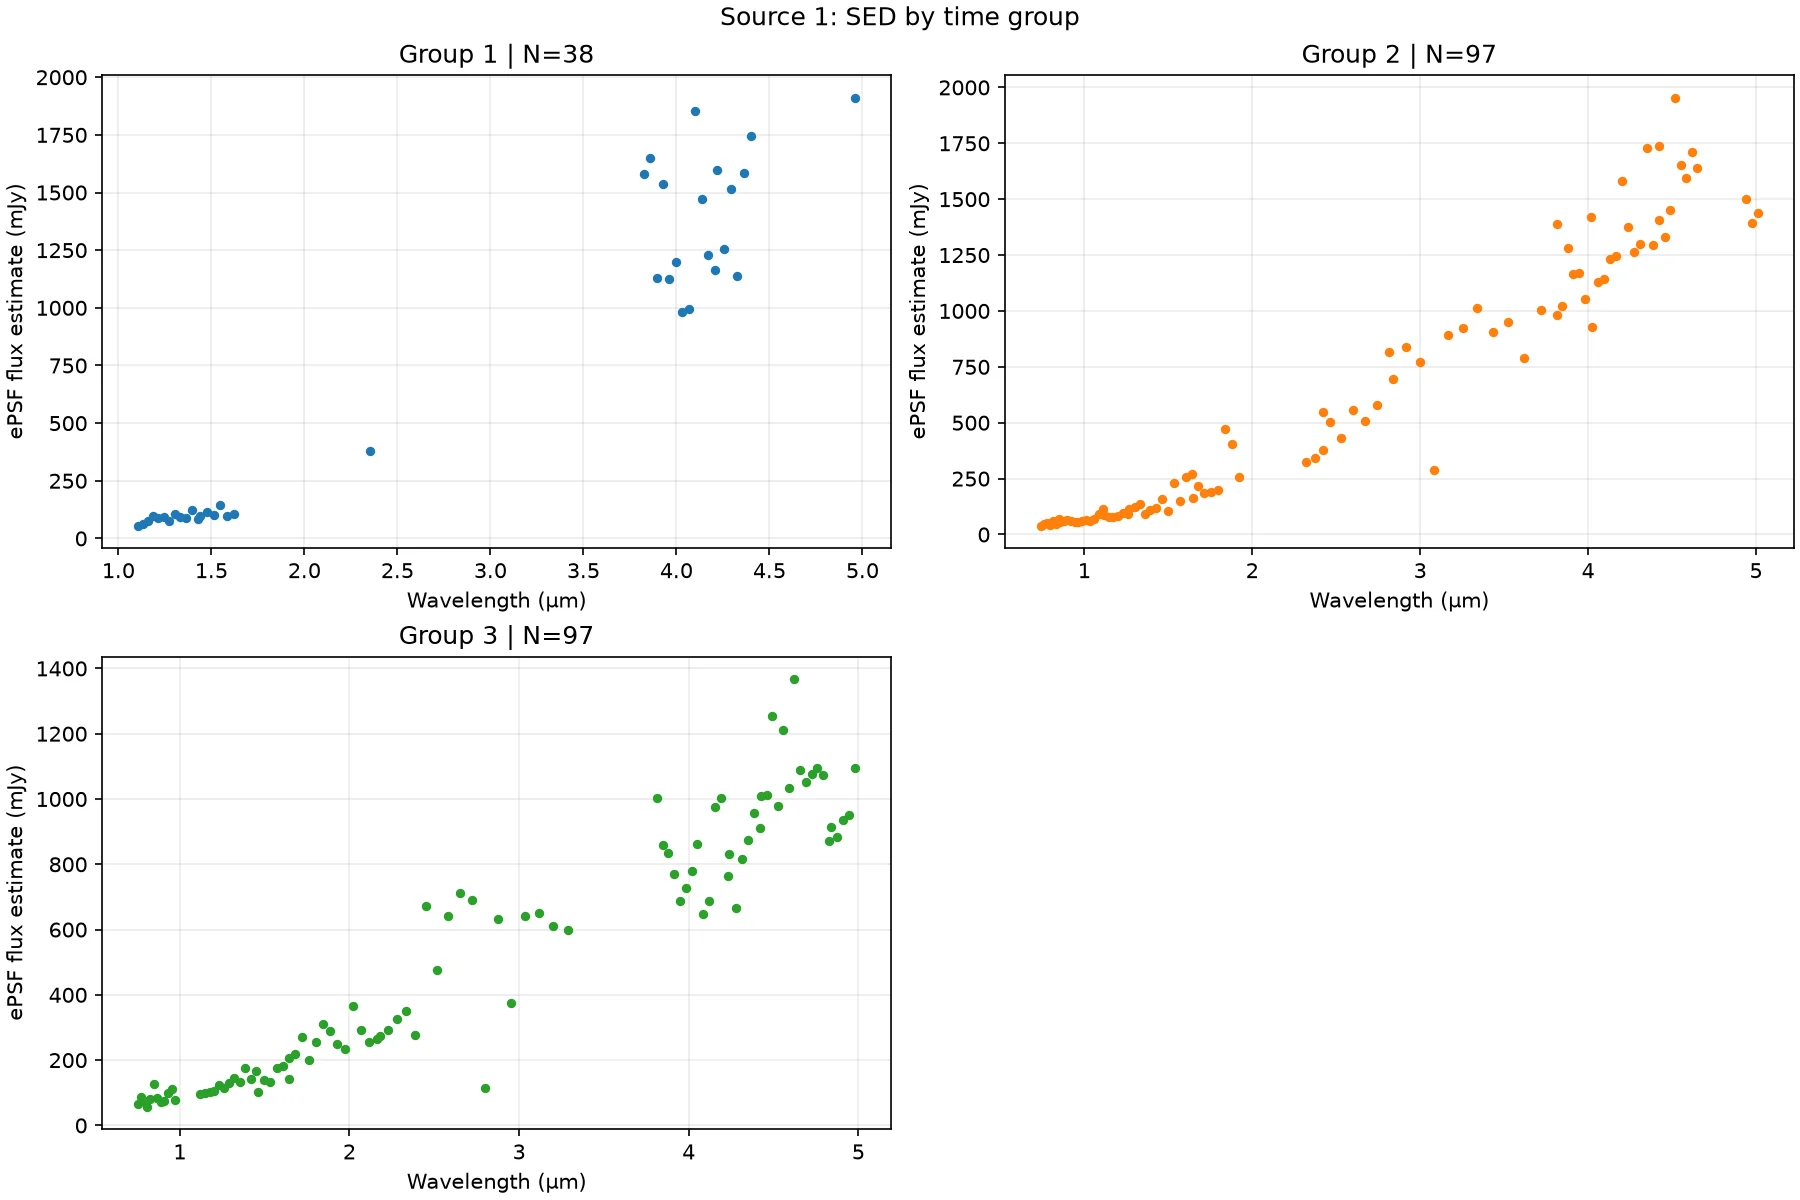 Source 1: SED by time group
Group 1 | N=38
2000
1750
1500
1250
1000
750
500
250
0
ePSF flux estimate (mJy)
1.0 1.5 2.0 2.5 3.0 3.5 4.0 4.5 5.0
Wavelength (µm)
Group 2 | N=97
2000
1750
1500
1250
1000
750
500
250
0
ePSF flux estimate (mJy)
1 2 3 4 5
Wavelength (µm)
Group 3 | N=97
1400
1200
1000
800
600
400
200
0
ePSF flux estimate (mJy)
1 2 3 4 5
Wavelength (µm)